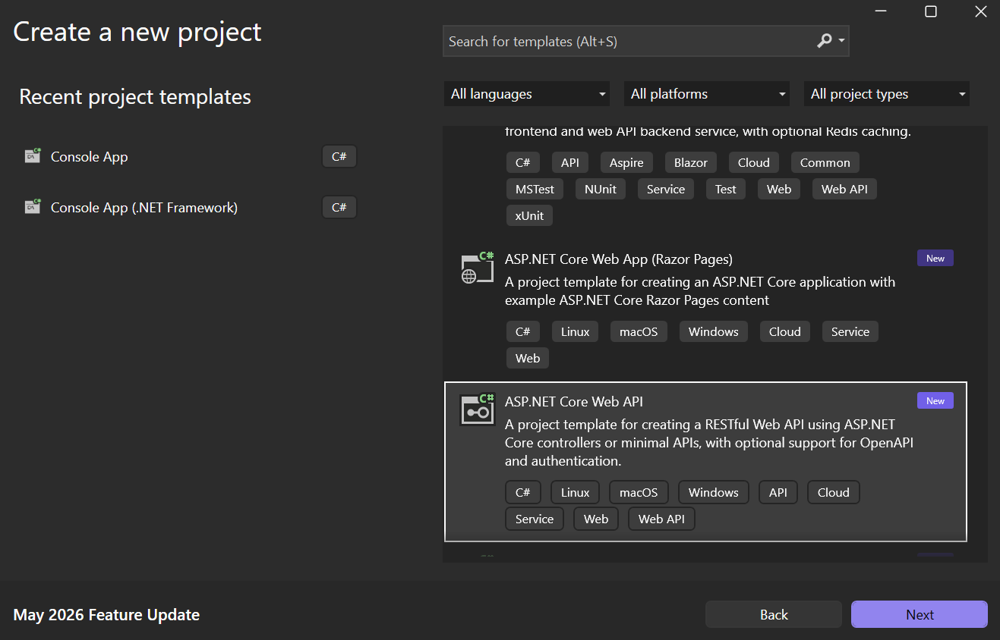 Create a new project
Search for templates (Alt+S)
Recent project templates
All languages
All platforms
All project types
Console App
C#
Console App (.NET Framework)
C#
frontend and web API backend service, with optional Redis caching.
C# API Aspire Blazor Cloud Common
MSTest NUnit Service Test Web Web API
xUnit
C#
ASP.NET Core Web App (Razor Pages)
New
A project template for creating an ASP.NET Core application with
example ASP.NET Core Razor Pages content
C# Linux macOS Windows Cloud Service
Web
C#
ASP.NET Core Web API
New
A project template for creating a RESTful Web API using ASP.NET
Core controllers or minimal APIs, with optional support for OpenAPI
and authentication.
C# Linux macOS Windows API Cloud
Service Web Web API
May 2026 Feature Update
Back
Next